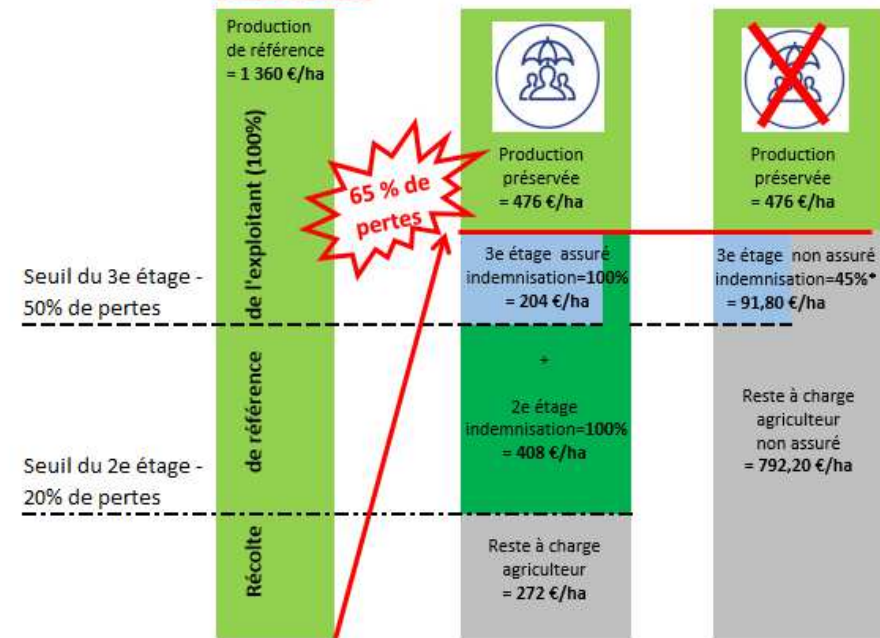 Production
de référence
= 1 360 €/ha
Récolte de référence de l'exploitant (100%)
65 % de
pertes
Seuil du 3e étage -
50% de pertes
Seuil du 2e étage -
20% de pertes
Production
préservée
= 476 €/ha
3e étage assuré
indemnisation=100%
= 204 €/ha
+
2e étage
indemnisation=100%
= 408 €/ha
Reste à charge
agriculteur
= 272 €/ha
Production
préservée
= 476 €/ha
3e étage non assuré
indemnisation=45%*
= 91,80 €/ha
Reste à charge
agriculteur
non assuré
= 792,20 €/ha